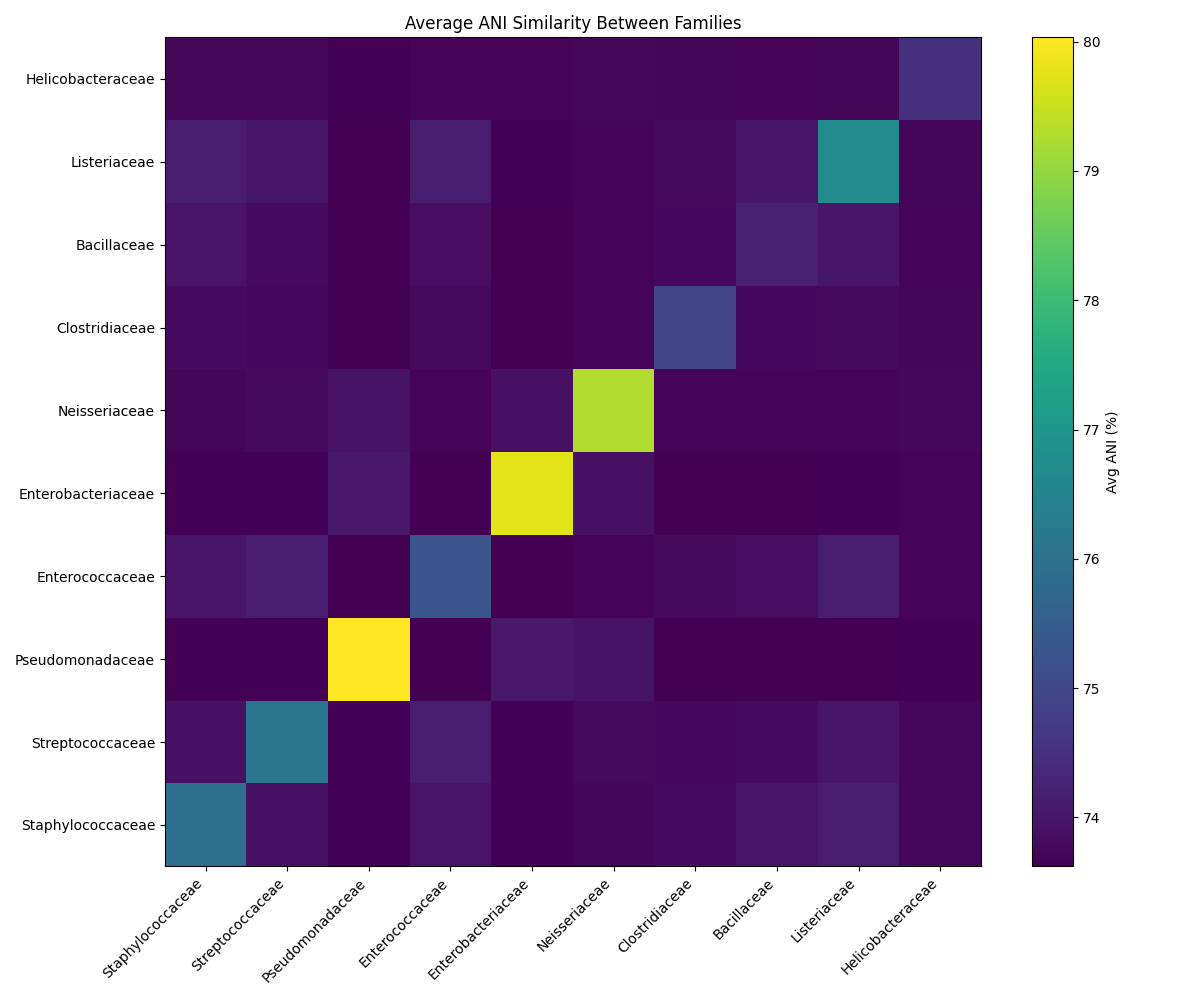 Average ANI Similarity Between Families
Helicobacteraceae
Listeriaceae
Bacillaceae
Clostridiaceae
Neisseriaceae
Enterobacteriaceae
Enterococcaceae
Pseudomonadaceae
Streptococcaceae
Staphylococcaceae
Staphylococcaceae
Streptococcaceae
Pseudomonadaceae
Enterococcaceae
Enterobacteriaceae
Neisseriaceae
Clostridiaceae
Bacillaceae
Listeriaceae
Helicobacteraceae
80
79
78
77
76
75
74
Avg ANI (%)